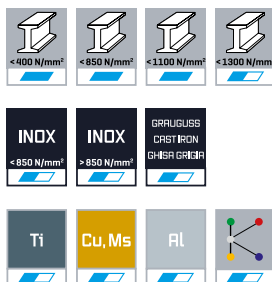 <400 N/mm² <850 N/mm² <1100 N/mm² <1300 N/mm²
INOX INOX GRAUGUSS
CAST IRON
GHISA GRIGIA
<850 N/mm² >850 N/mm²
Ti Cu, Ms Al